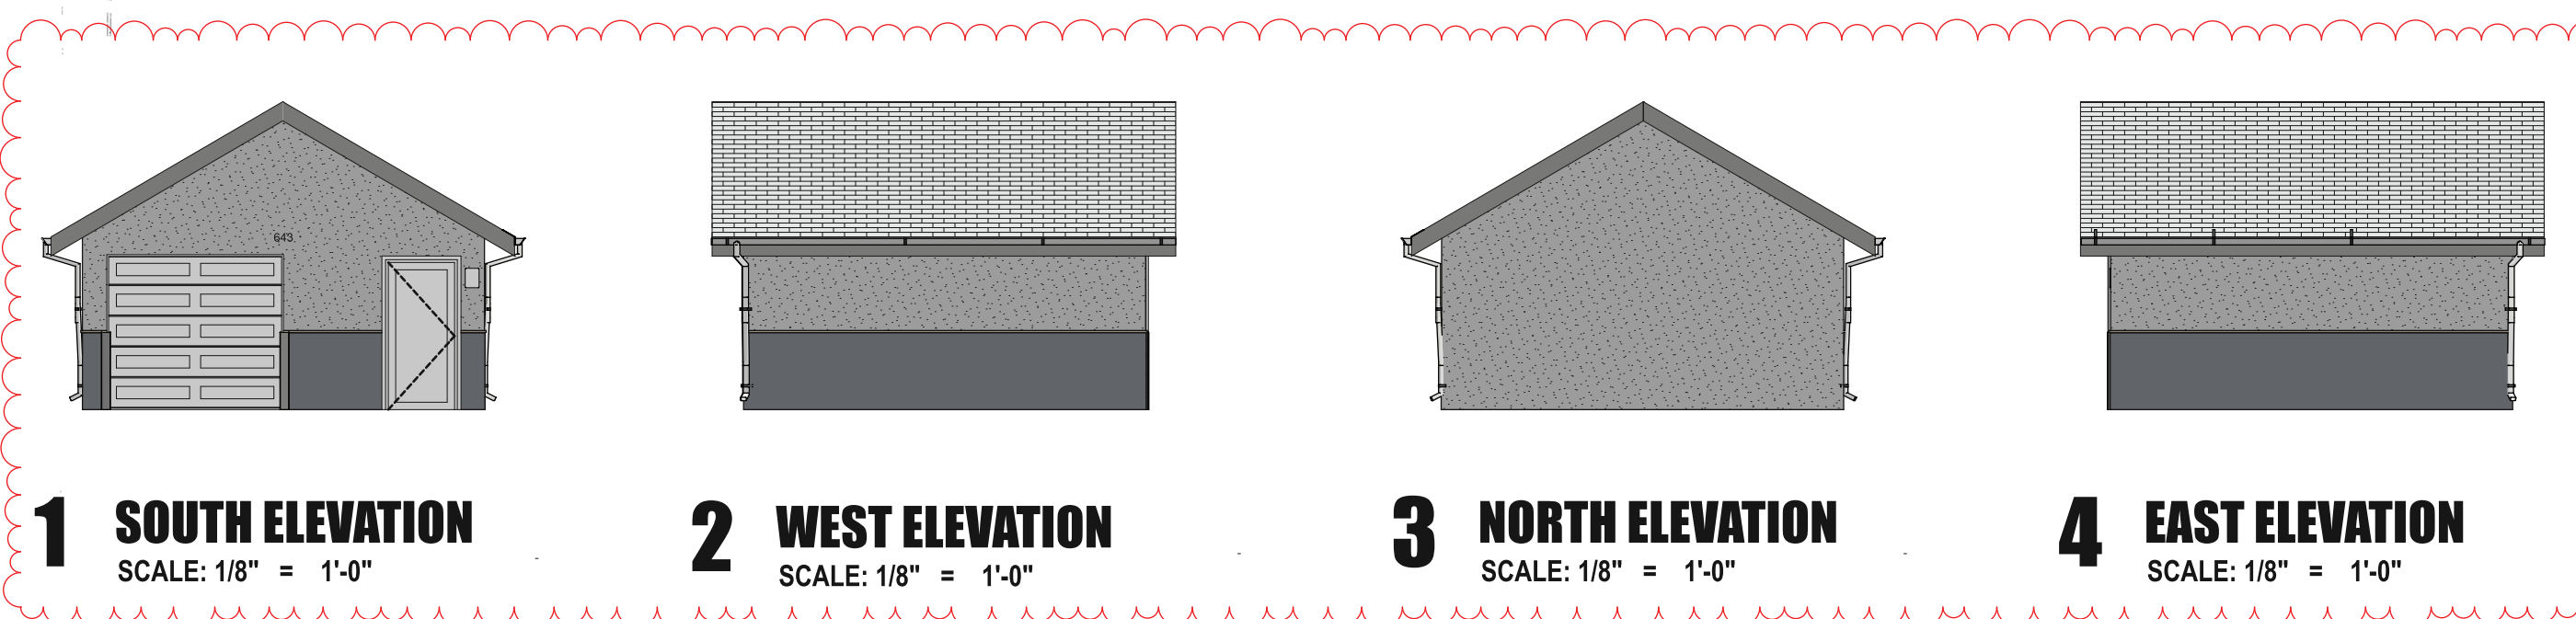 643
1 SOUTH ELEVATION
SCALE: 1/8" = 1'-0"
2 WEST ELEVATION
SCALE: 1/8" = 1'-0"
3 NORTH ELEVATION
SCALE: 1/8" = 1'-0"
4 EAST ELEVATION
SCALE: 1/8" = 1'-0"